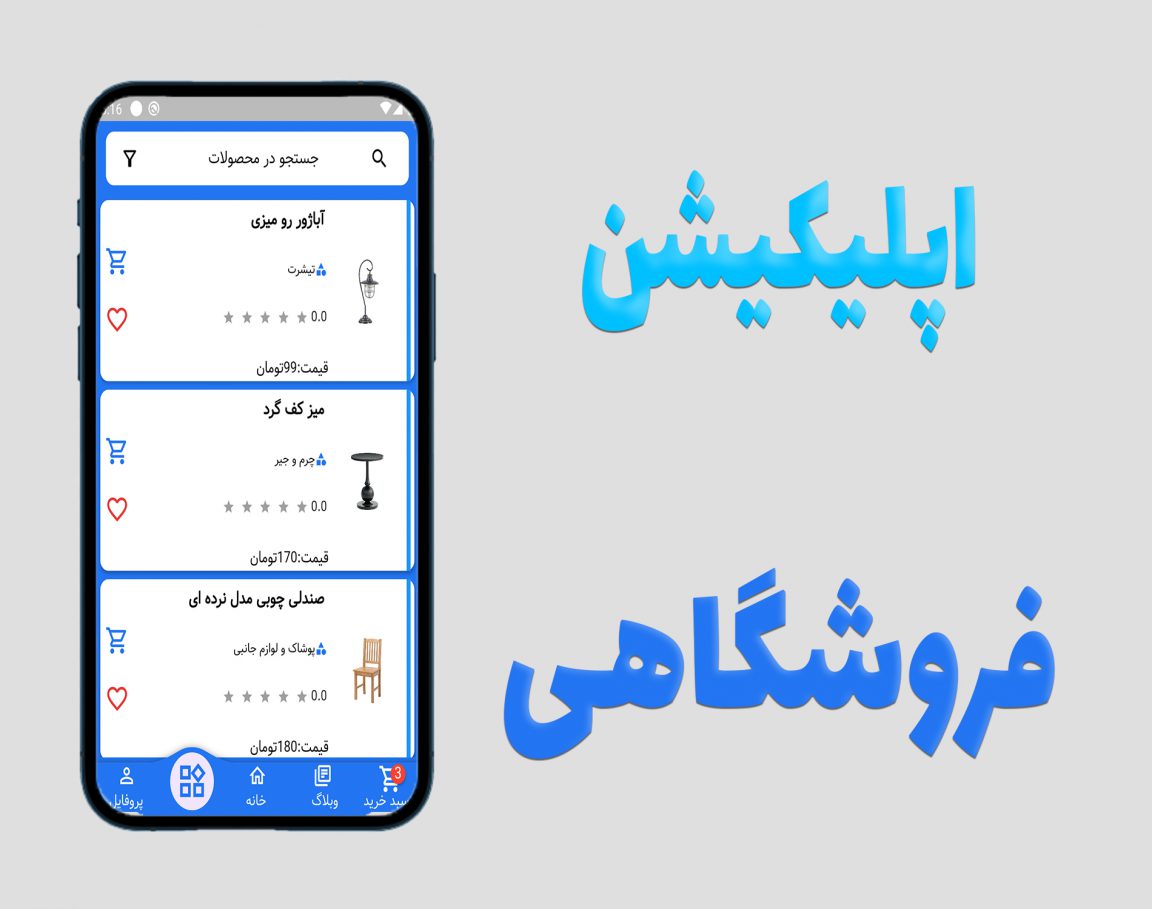 اپلیکیشن
فروشگاهی
جستجو در محصولات
آباژور رو میزی
تیشرت
0.0
قیمت:99تومان
میز کف گرد
چرم و جیر
0.0
قیمت:170تومان
صندلی چوبی مدل نرده ای
پوشاک و لوازم جانبی
0.0
قیمت:180تومان
3
سبد خرید
وبلاگ
خانه
پروفایل